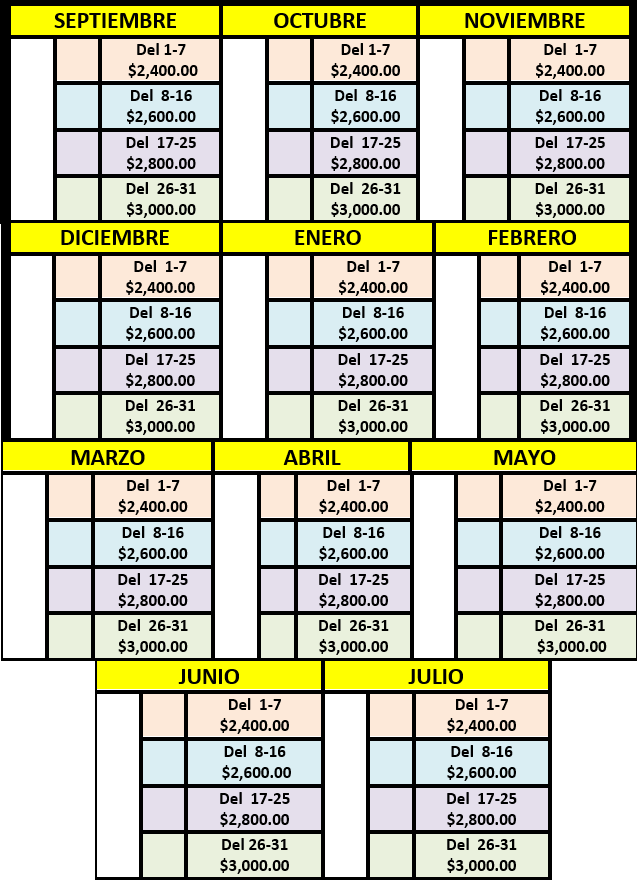 SEPTIEMBRE OCTUBRE NOVIEMBRE
Del 1-7 Del 1-7 Del 1-7
$2,400.00 $2,400.00 $2,400.00
Del 8-16 Del 8-16 Del 8-16
$2,600.00 $2,600.00 $2,600.00
Del 17-25 Del 17-25 Del 17-25
$2,800.00 $2,800.00 $2,800.00
Del 26-31 Del 26-31 Del 26-31
$3,000.00 $3,000.00 $3,000.00
DICIEMBRE ENERO FEBRERO
Del 1-7 Del 1-7 Del 1-7
$2,400.00 $2,400.00 $2,400.00
Del 8-16 Del 8-16 Del 8-16
$2,600.00 $2,600.00 $2,600.00
Del 17-25 Del 17-25 Del 17-25
$2,800.00 $2,800.00 $2,800.00
Del 26-31 Del 26-31 Del 26-31
$3,000.00 $3,000.00 $3,000.00
MARZO ABRIL MAYO
Del 1-7 Del 1-7 Del 1-7
$2,400.00 $2,400.00 $2,400.00
Del 8-16 Del 8-16 Del 8-16
$2,600.00 $2,600.00 $2,600.00
Del 17-25 Del 17-25 Del 17-25
$2,800.00 $2,800.00 $2,800.00
Del 26-31 Del 26-31 Del 26-31
$3,000.00 $3,000.00 $3,000.00
JUNIO JULIO
Del 1-7 Del 1-7
$2,400.00 $2,400.00
Del 8-16 Del 8-16
$2,600.00 $2,600.00
Del 17-25 Del 17-25
$2,800.00 $2,800.00
Del 26-31 Del 26-31
$3,000.00 $3,000.00